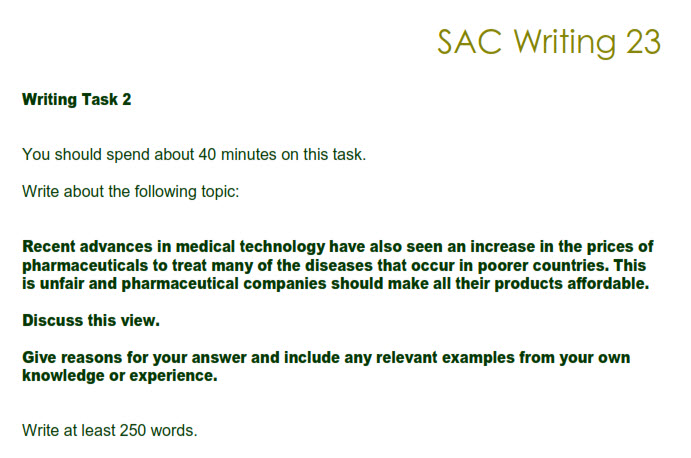 SAC Writing 23
Writing Task 2
You should spend about 40 minutes on this task.
Write about the following topic:
Recent advances in medical technology have also seen an increase in the prices of
pharmaceuticals to treat many of the diseases that occur in poorer countries. This
is unfair and pharmaceutical companies should make all their products affordable.
Discuss this view.
Give reasons for your answer and include any relevant examples from your own
knowledge or experience.
Write at least 250 words.